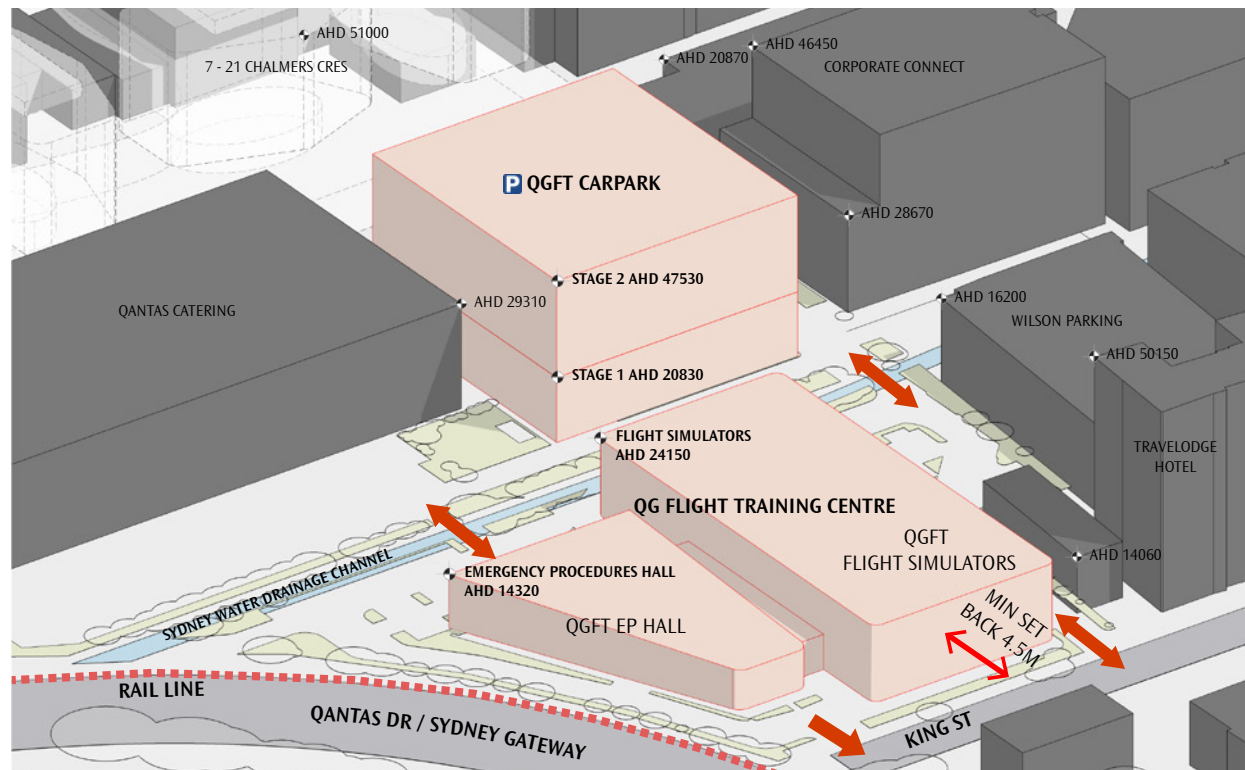 AHD 51000
7 - 21 CHALMERS CRES
AHD 20870
AHD 46450
CORPORATE CONNECT
P QGFT CARPARK
AHD 28670
STAGE 2 AHD 47530
AHD 29310
QANTAS CATERING
AHD 16200
WILSON PARKING
AHD 50150
STAGE 1 AHD 20830
FLIGHT SIMULATORS
AHD 24150
TRAVELODGE
HOTEL
QG FLIGHT TRAINING CENTRE
QGFT
FLIGHT SIMULATORS
AHD 14060
SYDNEY WATER DRAINAGE CHANNEL
EMERGENCY PROCEDURES HALL
AHD 14320
QGFT EP HALL
MIN SET
BACK 4.5M
RAIL LINE
QANTAS DR / SYDNEY GATEWAY
KING ST